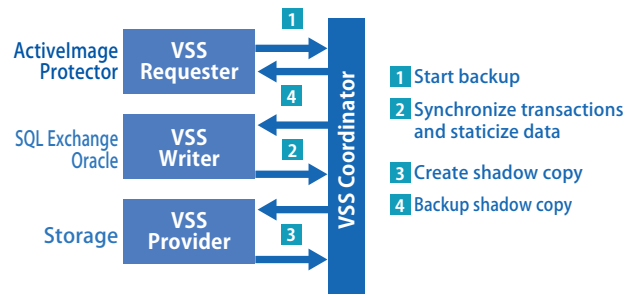 1
ActiveImage
Protector
VSS
Requester
4
SQL Exchange
Oracle
VSS
Writer
2
Storage
VSS
Provider
3
VSS Coordinator
1 Start backup
2 Synchronize transactions
and staticize data
3 Create shadow copy
4 Backup shadow copy